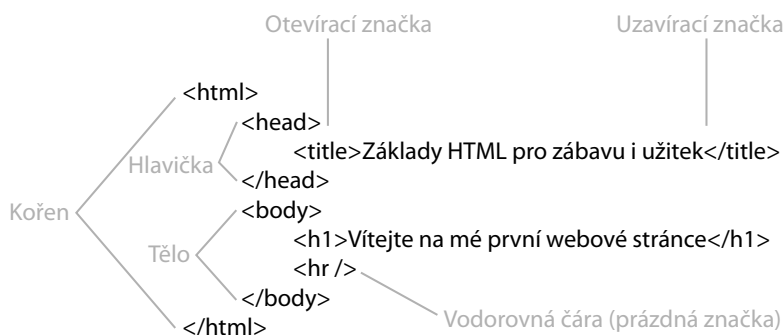 Otevírací značka Uzavírací značka
<html>
<head>
<title>Základy HTML pro zábavu i užitek</title>
Hlavička
</head>
Kořen
<body>
<h1>Vítejte na mé první webové stránce</h1>
Tělo
<hr />
</body>
Vodorovná čára (prázdná značka)
</html>